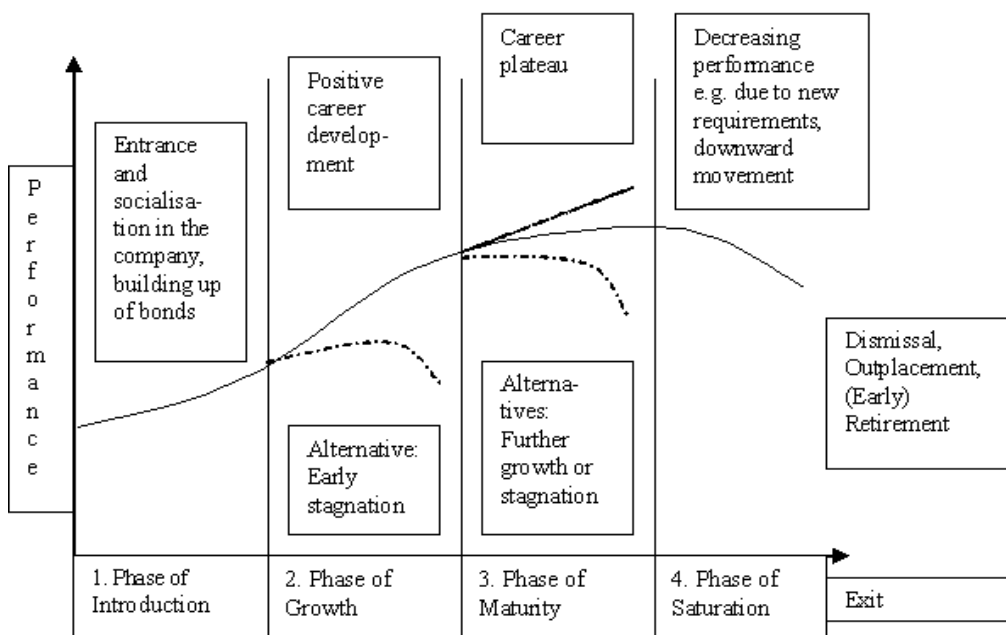 Performance
Entrance
and
socialisa-
tion in the
company,
building up
of bonds
Positive
career
develop-
ment
Career
plateau
Decreasing
performance
e.g. due to new
requirements,
downward
movement
Alternative:
Early
stagnation
Alterna-
tives:
Further
growth or
stagnation
Dismissal,
Outplacement,
(Early)
Retirement
1. Phase of
Introduction
2. Phase of
Growth
3. Phase of
Maturity
4. Phase of
Saturation
Exit